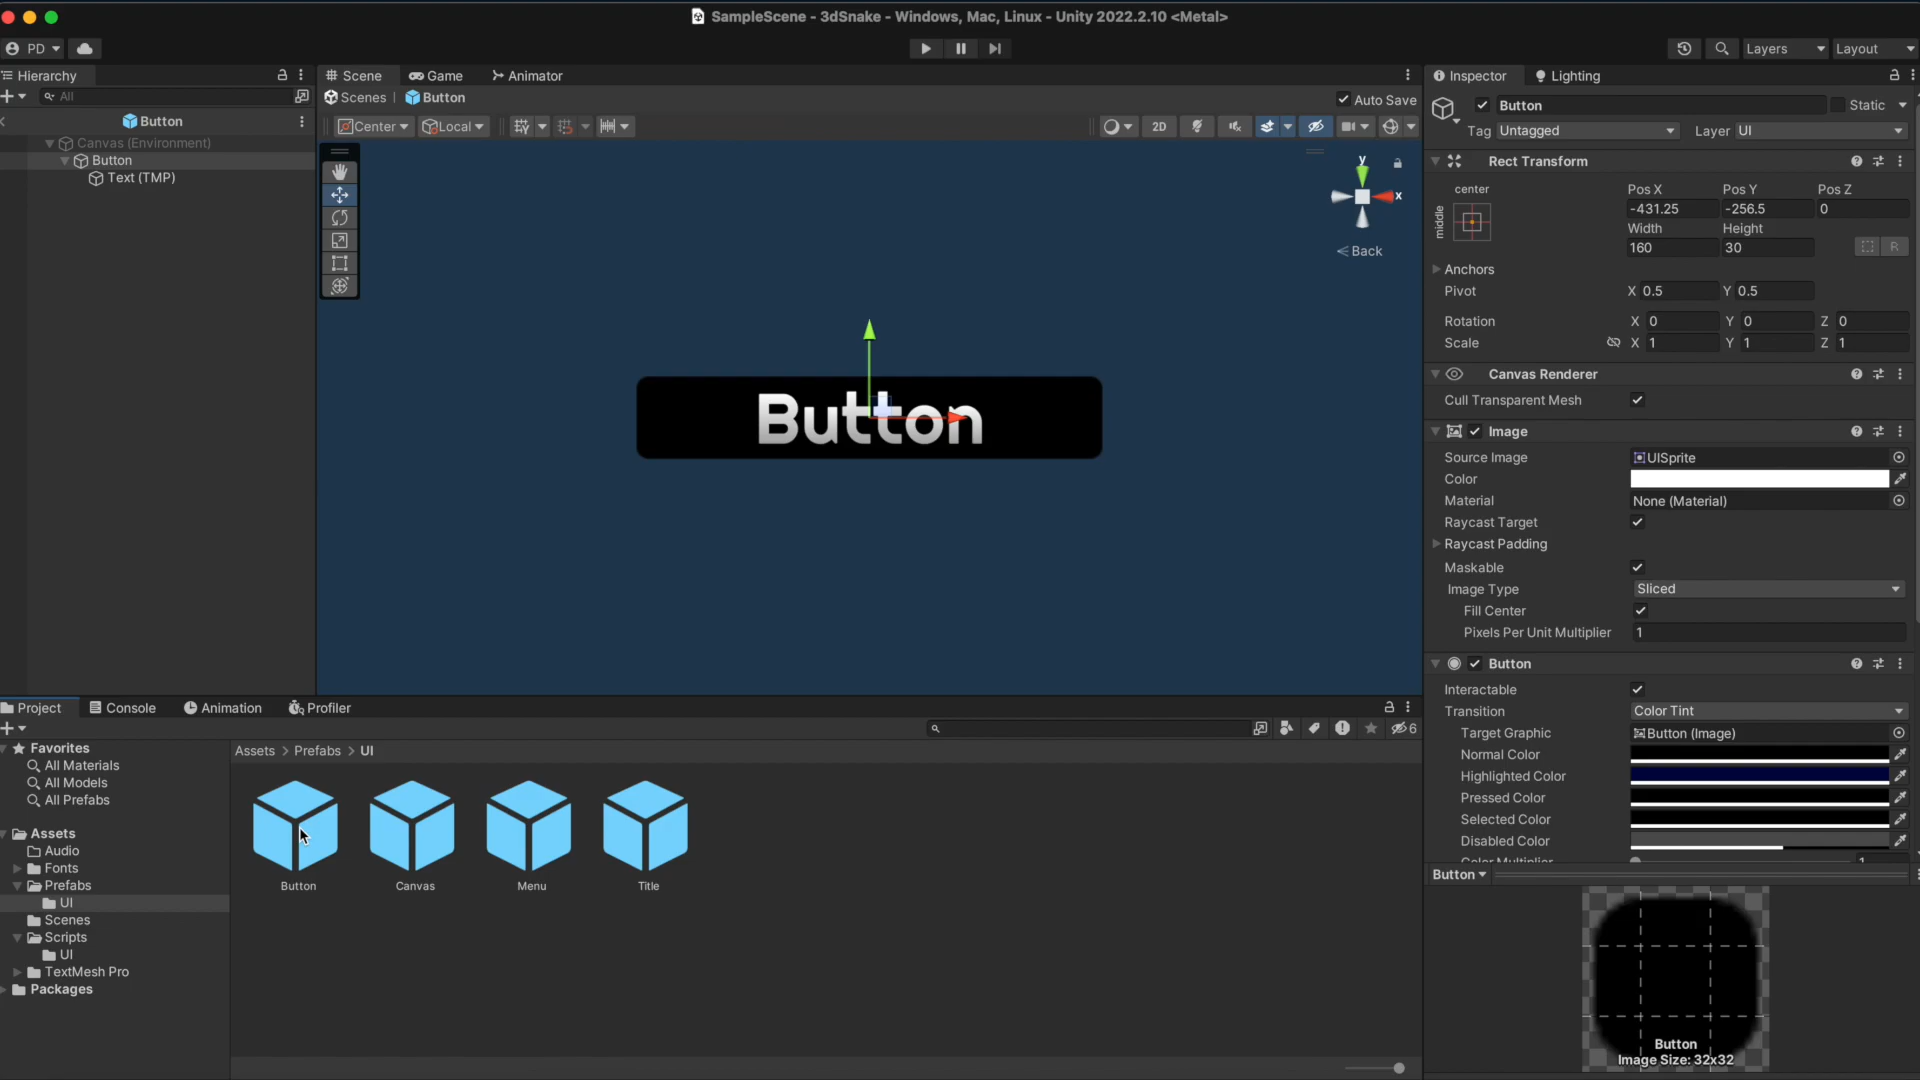 SampleScene - 3dSnake - Windows, Mac, Linux - Unity 2022.2.10 <Metal>
PD
Layers
Layout
Hierarchy
All
Button
Canvas (Environment)
Button
Text (TMP)
Scene
Game
Animator
Scenes
Button
Auto Save
Center
Local
2D
y
x
Back
Button
Inspector
Lighting
Button
Static
Tag
Untagged
Layer
UI
Rect Transform
center
middle
Pos X
Pos Y
Pos Z
-431.25
-256.5
0
Width
Height
160
30
R
Anchors
Pivot
X 0.5
Y 0.5
Rotation
X 0
Y 0
Z 0
Scale
X 1
Y 1
Z 1
Canvas Renderer
Cull Transparent Mesh
Image
Source Image
UISprite
Color
Material
None (Material)
Raycast Target
Raycast Padding
Maskable
Image Type
Sliced
Fill Center
Pixels Per Unit Multiplier
1
Button
Interactable
Transition
Color Tint
Target Graphic
Button (Image)
Normal Color
Highlighted Color
Pressed Color
Selected Color
Disabled Color
Color Multiplier
1
Button
Button
Image Size: 32x32
Project
Console
Animation
Profiler
6
Favorites
All Materials
All Models
All Prefabs
Assets
Audio
Fonts
Prefabs
UI
Scenes
Scripts
UI
TextMesh Pro
Packages
Assets > Prefabs > UI
Button
Canvas
Menu
Title